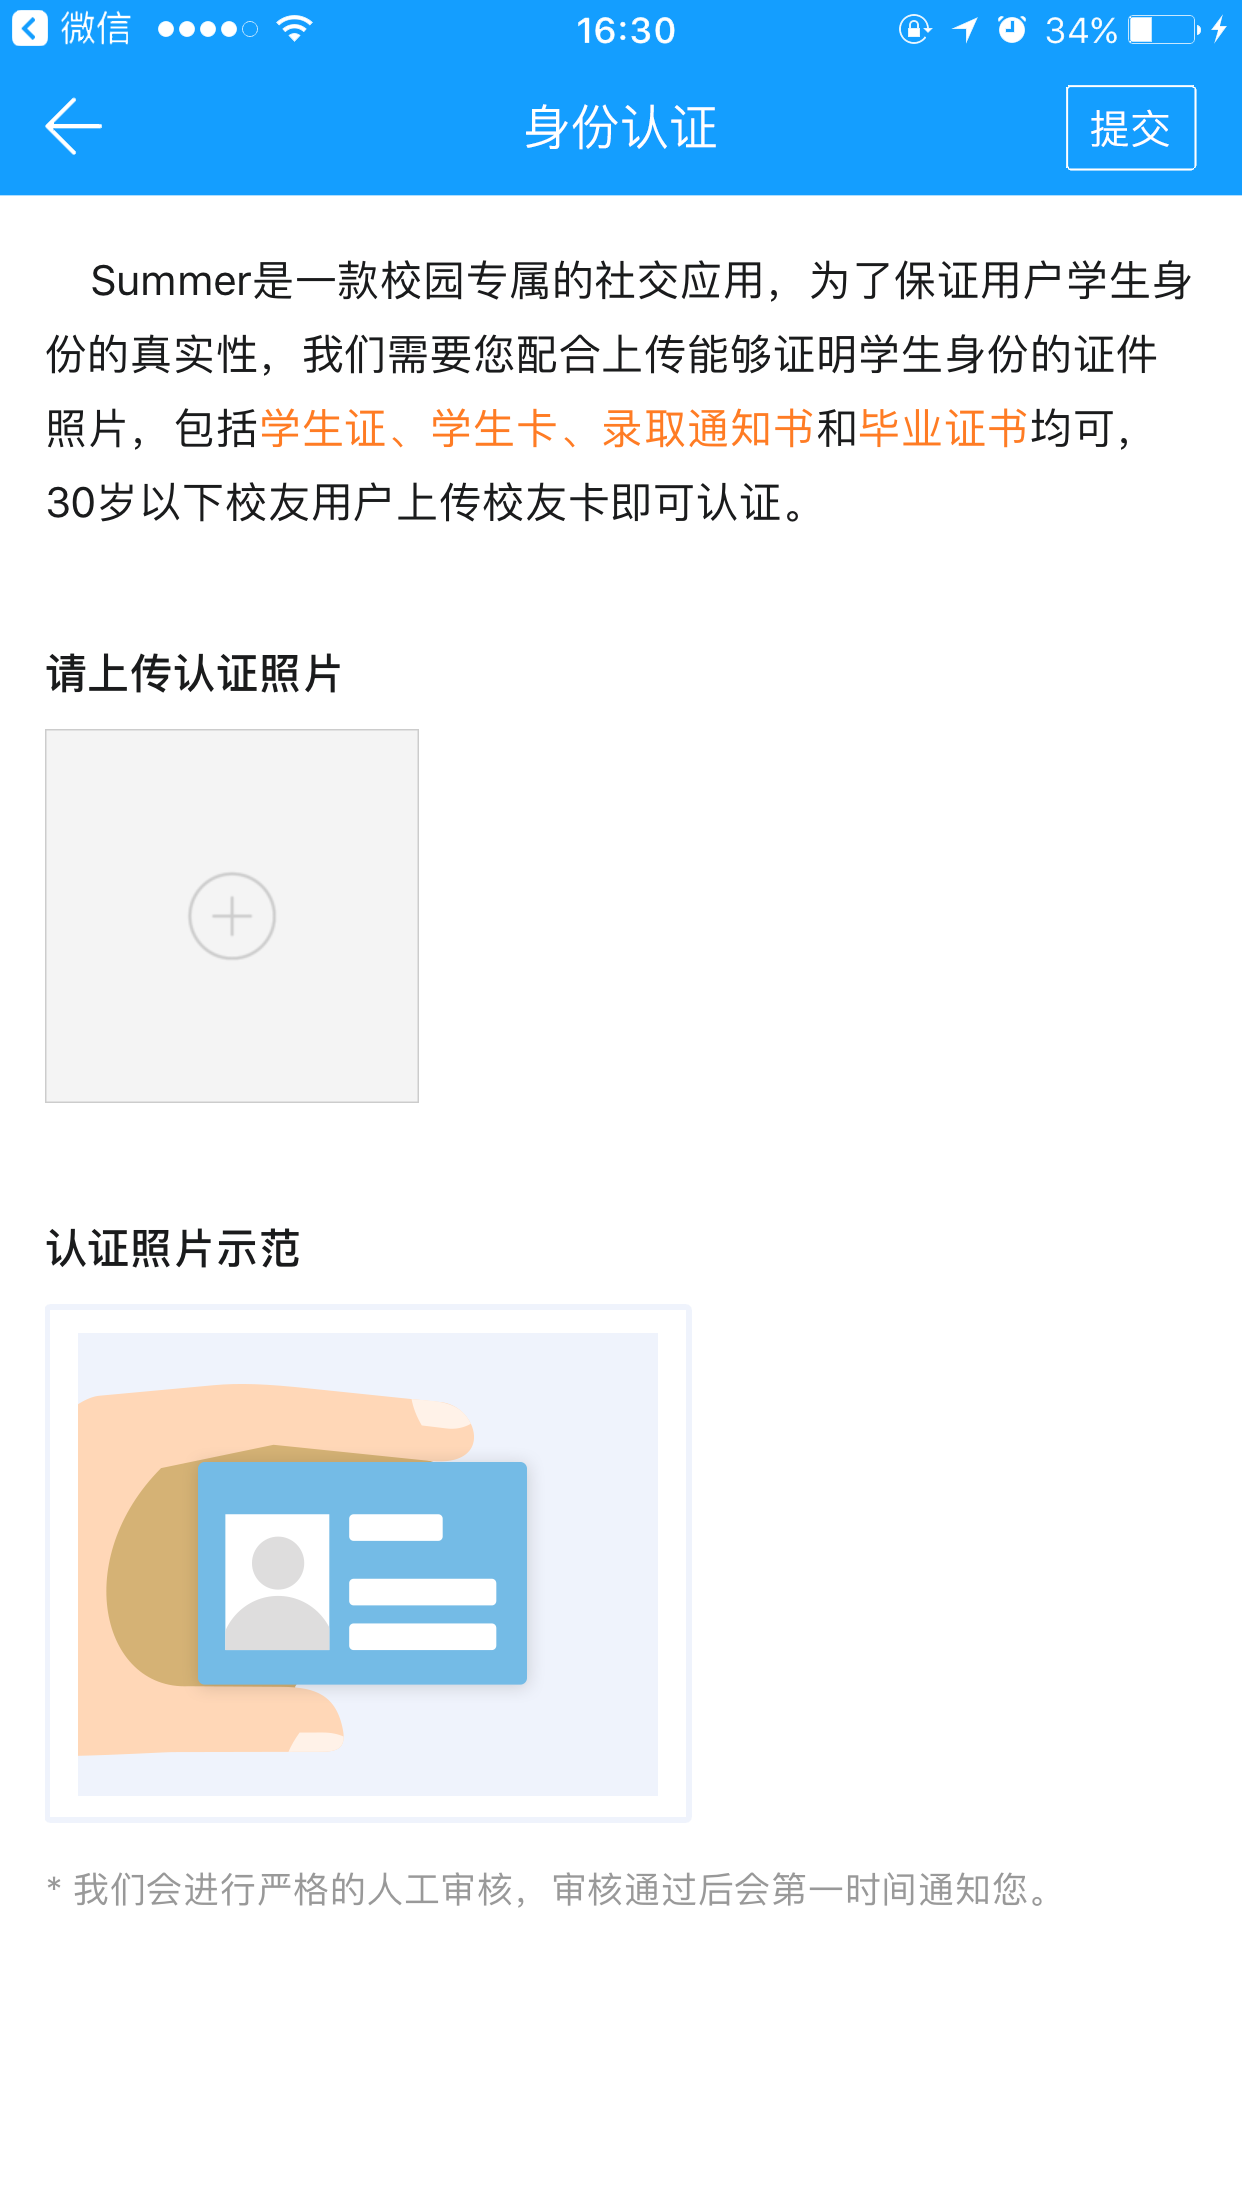 微信
16:30
34%
身份认证
提交
Summer是一款校园专属的社交应用，为了保证用户学生身
份的真实性，我们需要您配合上传能够证明学生身份的证件
照片，包括学生证、学生卡、录取通知书和毕业证书均可，
30岁以下校友用户上传校友卡即可认证。
请上传认证照片
认证照片示范
* 我们会进行严格的人工审核，审核通过后会第一时间通知您。